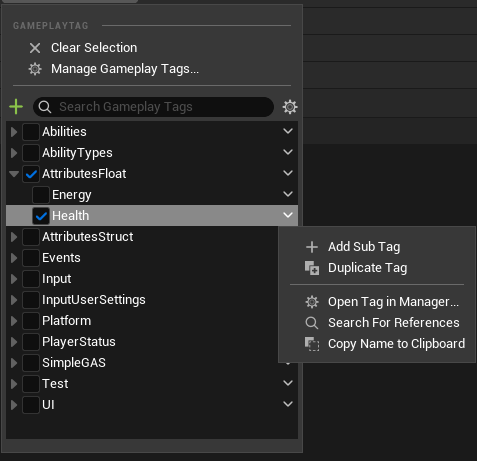 GAMEPLAYTAG
Clear Selection
Manage Gameplay Tags...
Search Gameplay Tags
Abilities
AbilityTypes
AttributesFloat
Energy
Health
AttributesStruct
Events
Input
InputUserSettings
Platform
PlayerStatus
SimpleGAS
Test
UI
Add Sub Tag
Duplicate Tag
Open Tag in Manager...
Search For References
Copy Name to Clipboard